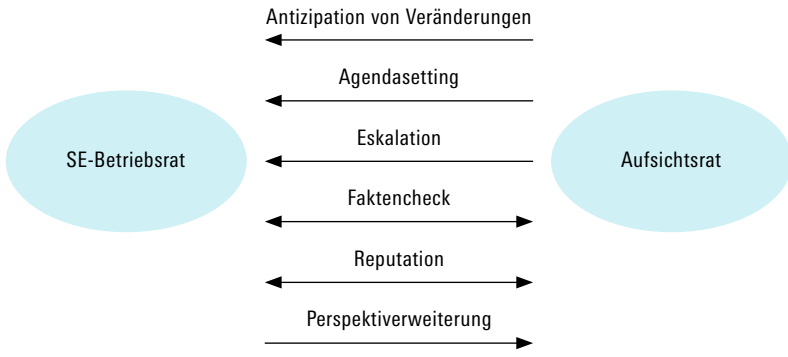 Antizipation von Veränderungen
Agendasetting
Eskalation
SE-Betriebsrat
Aufsichtsrat
Faktencheck
Reputation
Perspektiverweiterung